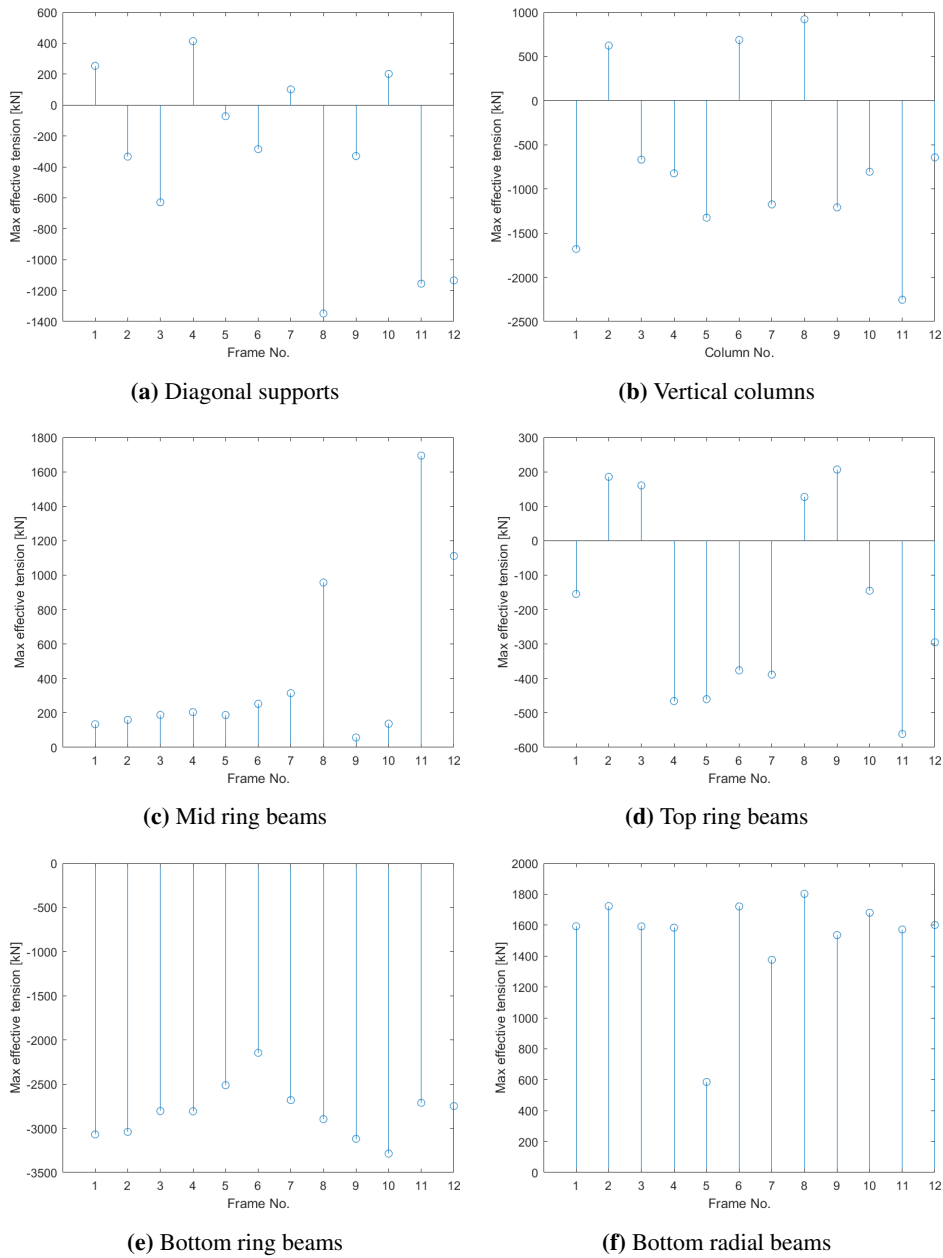 600
400
200
0
-200
-400
-600
-800
-1000
-1200
-1400
Max effective tension [kN]
1 2 3 4 5 6 7 8 9 10 11 12
Frame No.
(a) Diagonal supports
1000
500
0
-500
-1000
-1500
-2000
-2500
Max effective tension [kN]
1 2 3 4 5 6 7 8 9 10 11 12
Column No.
(b) Vertical columns
1800
1600
1400
1200
1000
800
600
400
200
0
Max effective tension [kN]
1 2 3 4 5 6 7 8 9 10 11 12
Frame No.
(c) Mid ring beams
300
200
100
0
-100
-200
-300
-400
-500
-600
Max effective tension [kN]
1 2 3 4 5 6 7 8 9 10 11 12
Frame No.
(d) Top ring beams
0
-500
-1000
-1500
-2000
-2500
-3000
-3500
Max effective tension [kN]
1 2 3 4 5 6 7 8 9 10 11 12
Frame No.
(e) Bottom ring beams
2000
1800
1600
1400
1200
1000
800
600
400
200
0
Max effective tension [kN]
1 2 3 4 5 6 7 8 9 10 11 12
Frame No.
(f) Bottom radial beams